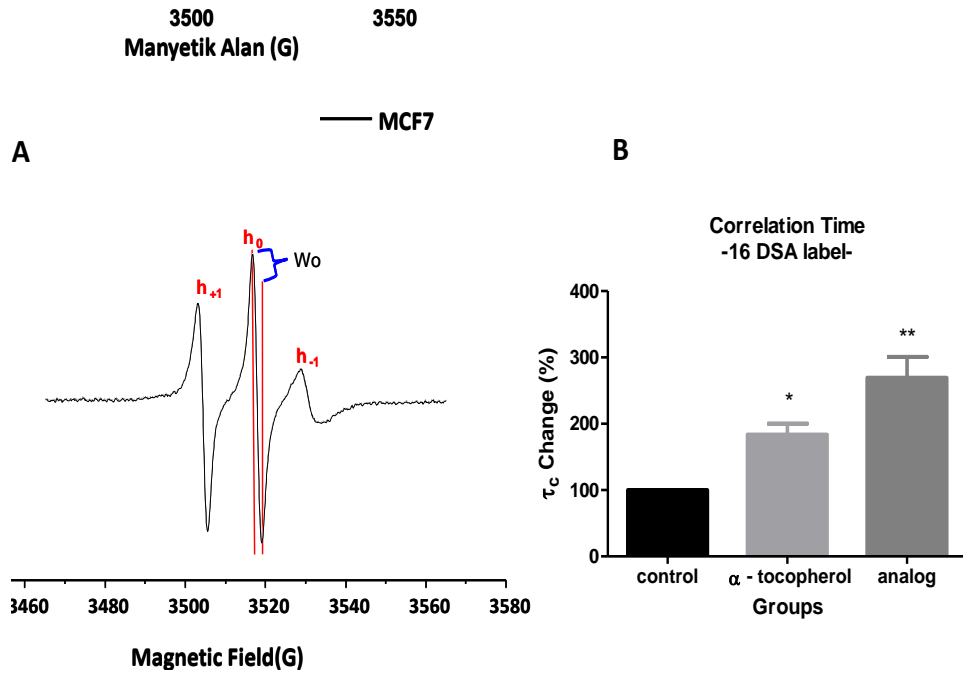 3500 3550
Manyetik Alan (G)
MCF7
A
h0
Wo
h+1
h-1
3460 3480 3500 3520 3540 3560 3580
Magnetic Field(G)
B
Correlation Time
-16 DSA label-
400
300
200
100
0
τc Change (%)
*
**
control α - tocopherol analog
Groups